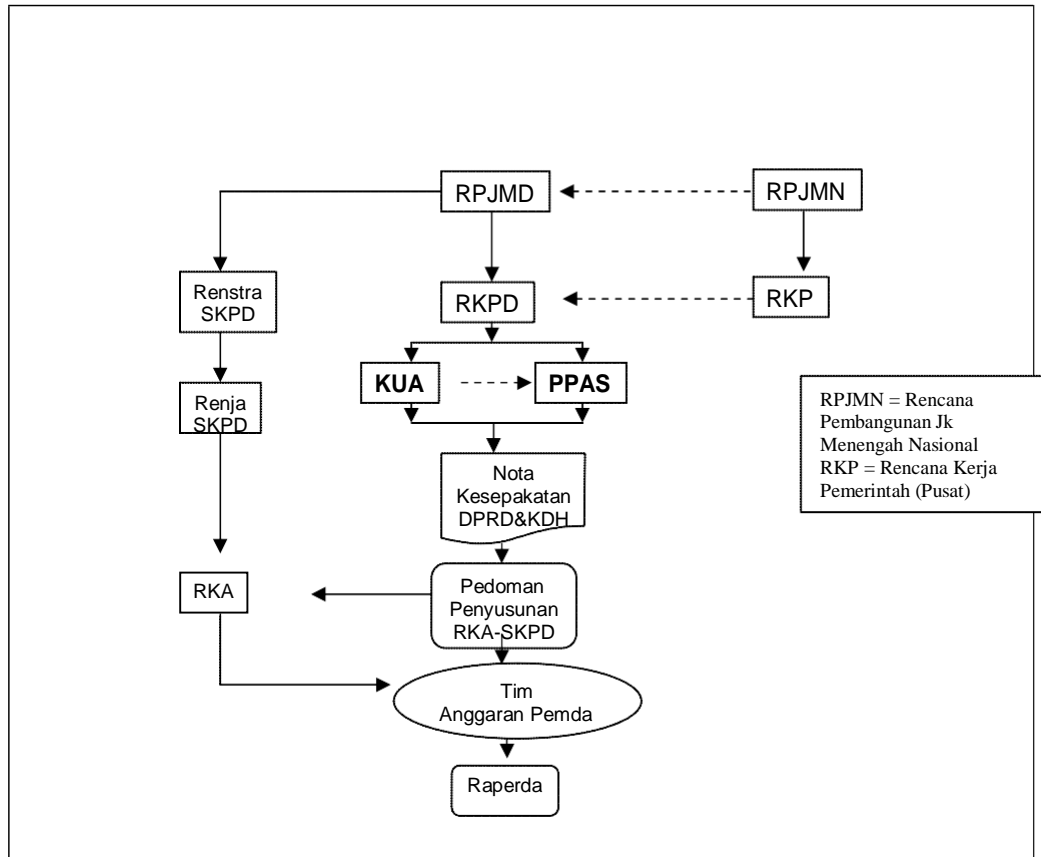 RPJMD
RPJMN
Renstra
SKPD
RKPD
RKP
KUA
PPAS
Renja
SKPD
RPJMN = Rencana
Pembangunan Jk
Menengah Nasional
RKP = Rencana Kerja
Pemerintah (Pusat)
Nota
Kesepakatan
DPRD&KDH
RKA
Pedoman
Penyusunan
RKA-SKPD
Tim
Anggaran Pemda
Raperda